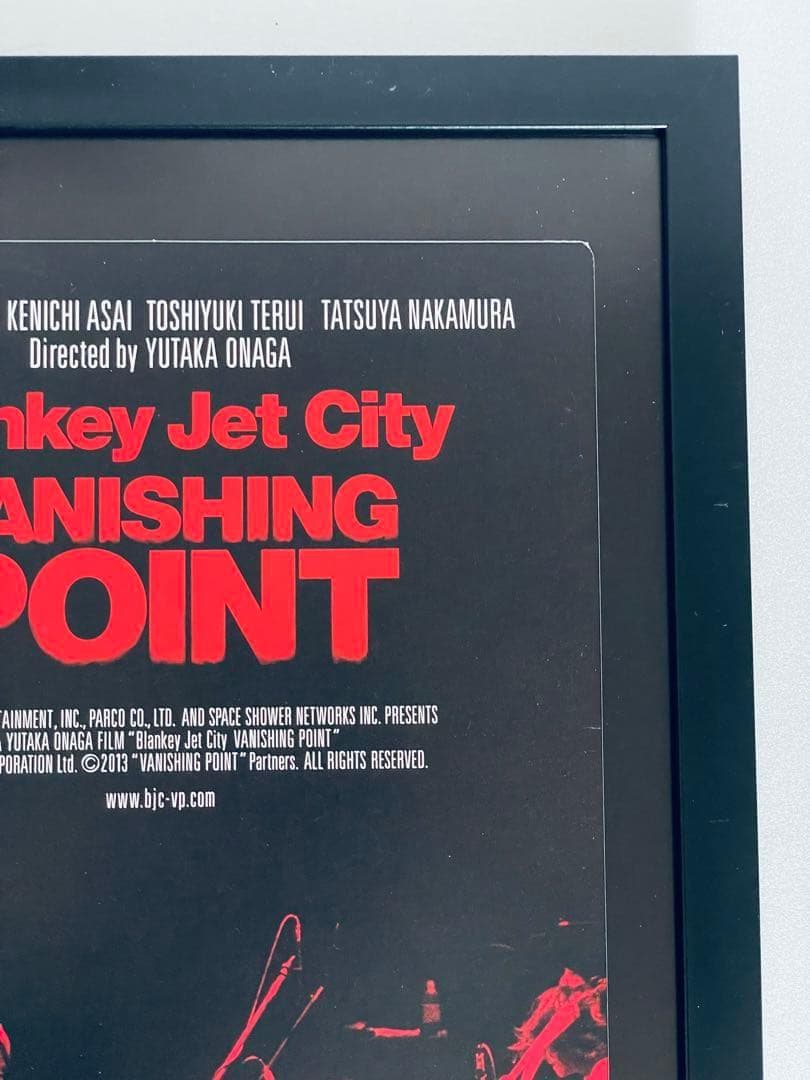 KENICHI ASAI TOSHIYUKI TERUI TATSUYA NAKAMURA
Directed by YUTAKA ONAGA
nkey Jet City
ANISHING
POINT
TAINMENT, INC., PARCO CO., LTD. AND SPACE SHOWER NETWORKS INC. PRESENTS
A YUTAKA ONAGA FILM "Blankey Jet City VANISHING POINT"
PORATION Ltd. ©2013 "VANISHING POINT" Partners. ALL RIGHTS RESERVED.
www.bjc-vp.com